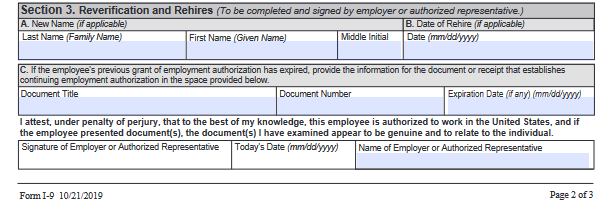 Section 3. Reverification and Rehires (To be completed and signed by employer or authorized representative.)
A. New Name (if applicable) B. Date of Rehire (if applicable)
Last Name (Family Name) First Name (Given Name) Middle Initial Date (mm/dd/yyyy)
C. If the employee's previous grant of employment authorization has expired, provide the information for the document or receipt that establishes
continuing employment authorization in the space provided below.
Document Title Document Number Expiration Date (if any) (mm/dd/yyyy)
I attest, under penalty of perjury, that to the best of my knowledge, this employee is authorized to work in the United States, and if
the employee presented document(s), the document(s) I have examined appear to be genuine and to relate to the individual.
Signature of Employer or Authorized Representative Today's Date (mm/dd/yyyy) Name of Employer or Authorized Representative
Form I-9 10/21/2019 Page 2 of 3